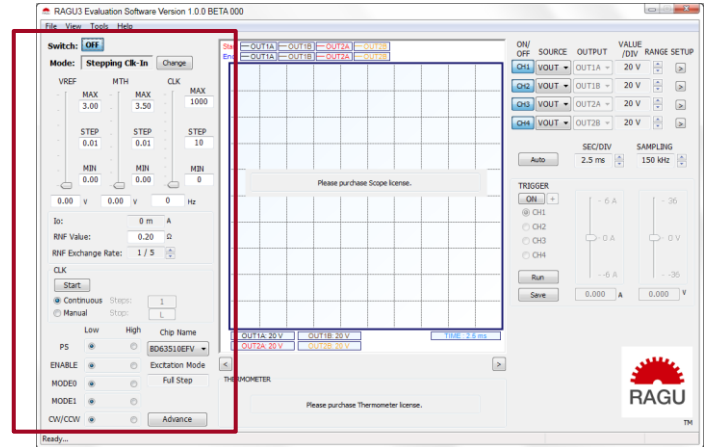 RAGU3 Evaluation Software Version 1.0.0 BETA 000
File View Tools Help
Switch: OFF
Mode: Stepping Clk-In Change
VREF MTH CLK
MAX MAX MAX
3.00 3.50 1000
STEP STEP STEP
0.01 0.01 10
MIN MIN MIN
0.00 0.00 0
0.00 V 0.00 V 0 Hz
Io: 0 m A
RNF Value: 0.20 Ω
RNF Exchange Rate: 1 / 5
CLK
Start
Continuous Steps: 1
Manual Stop: L
Low High Chip Name
PS BD63510EFV
ENABLE Excitation Mode
MODE0 Full Step
MODE1
CW/CCW Advance
Ready...
OUT1A OUT1B OUT2A OUT2B
OUT1A OUT1B OUT2A OUT2B
Please purchase Scope license.
OUT1A: 20 V OUT1B: 20 V TIME: 2.5 ms
OUT2A: 20 V OUT2B: 20 V
< >
THERMOMETER
Please purchase Thermometer license.
ON/OFF SOURCE OUTPUT VALUE/DIV RANGE SETUP
CH1 VOUT OUT1A 20 V >
CH2 VOUT OUT1B 20 V >
CH3 VOUT OUT2A 20 V >
CH4 VOUT OUT2B 20 V >
SEC/DIV SAMPLING
Auto 2.5 ms 150 kHz
TRIGGER
ON + - 6 A - 36
CH1
CH2
CH3 - 0 A - 0 V
CH4
Run - -6 A - -36
Save 0.000 A 0.000 V
RAGU
TM